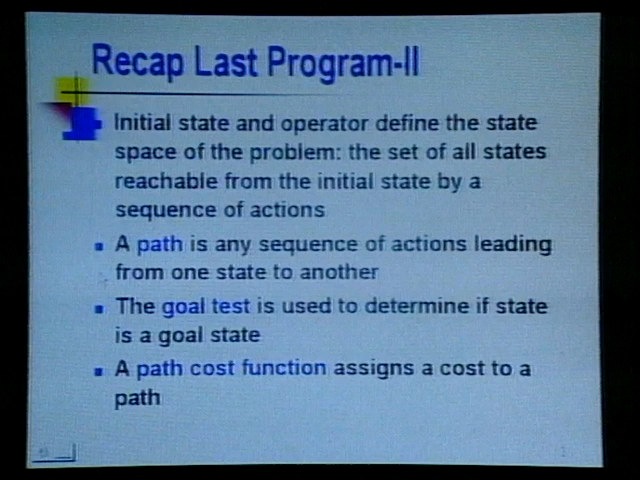 Recap Last Program-II
Initial state and operator define the state
space of the problem: the set of all states
reachable from the initial state by a
sequence of actions
A path is any sequence of actions leading
from one state to another
The goal test is used to determine if state
is a goal state
A path cost function assigns a cost to a
path